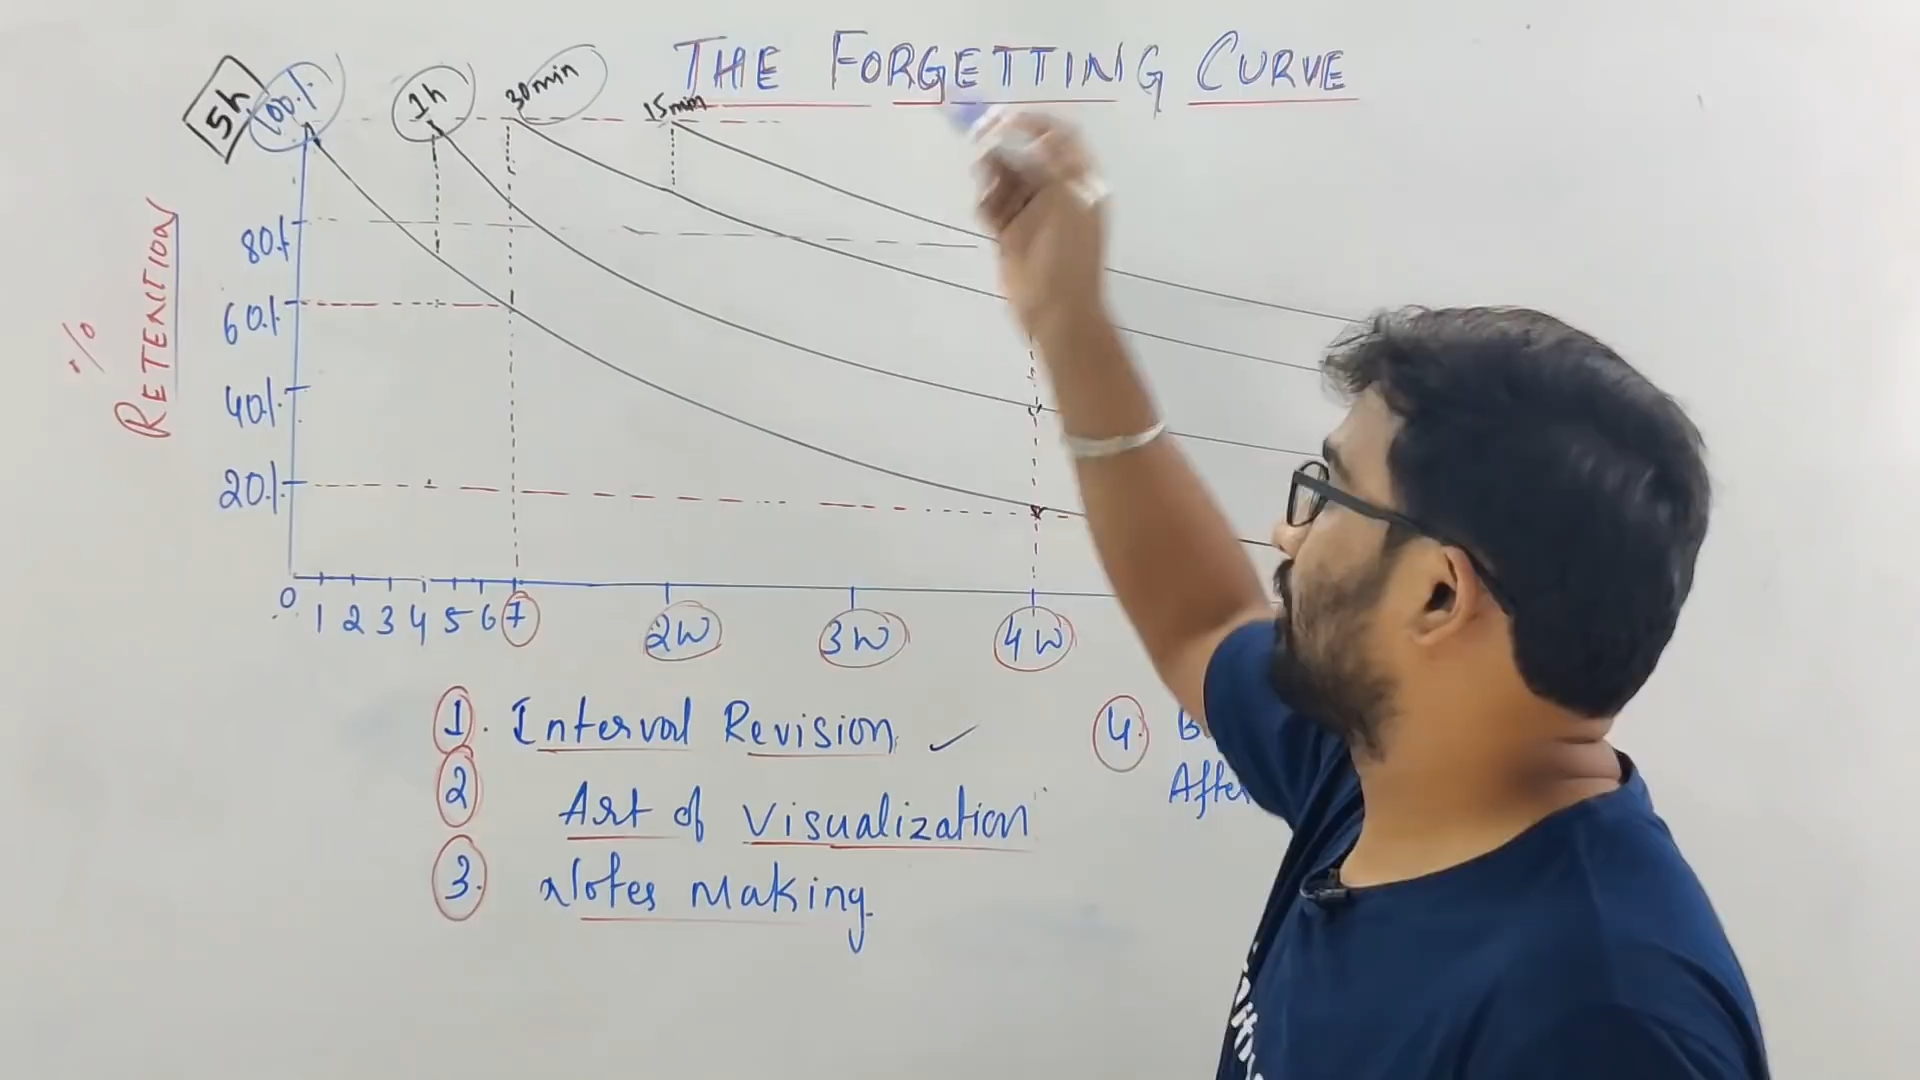 THE FORGETTING CURVE
5h 100% 1h 30min 15min
% RETENTION
80%
60%
40%
20%
0 1 2 3 4 5 6 7 2W 3W 4W
1. Interval Revision ✓
2 Art of Visualization
3. Notes Making
4.